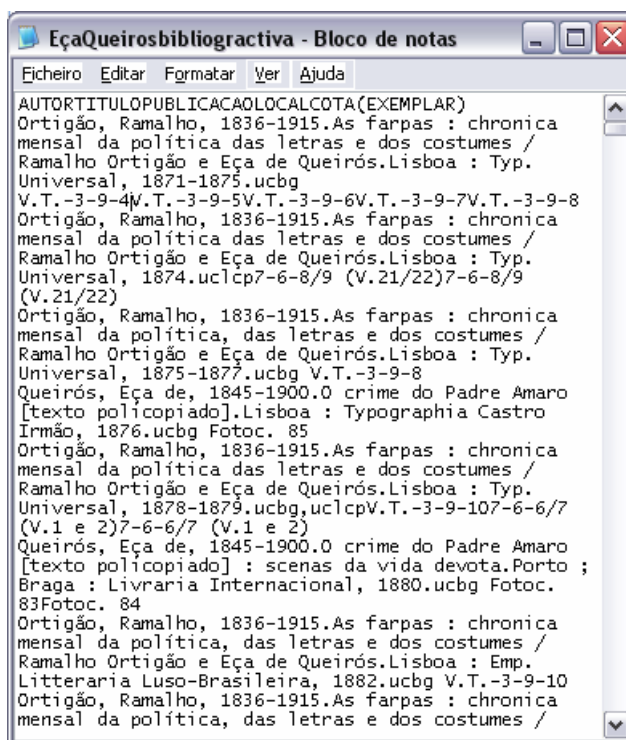 EçaQueirosbibliogractiva - Bloco de notas
Ficheiro Editar Formatar Ver Ajuda
AUTORTITULOPUBLICACAOLOCALCOTA(EXEMPLAR)
Ortigão, Ramalho, 1836-1915.As farpas : chronica
mensal da política das letras e dos costumes /
Ramalho Ortigão e Eça de Queirós.Lisboa : Typ.
Universal, 1871-1875.ucbg
V.T.-3-9-4V.T.-3-9-5V.T.-3-9-6V.T.-3-9-7V.T.-3-9-8
Ortigão, Ramalho, 1836-1915.As farpas : chronica
mensal da política das letras e dos costumes /
Ramalho Ortigão e Eça de Queirós.Lisboa : Typ.
Universal, 1874.uclcp7-6-8/9 (V.21/22)7-6-8/9
(V.21/22)
Ortigão, Ramalho, 1836-1915.As farpas : chronica
mensal da política, das letras e dos costumes /
Ramalho Ortigão e Eça de Queirós.Lisboa : Typ.
Universal, 1875-1877.ucbg V.T.-3-9-8
Queirós, Eça de, 1845-1900.O crime do Padre Amaro
[texto policopiado].Lisboa : Typographia Castro
Irmão, 1876.ucbg Fotoc. 85
Ortigão, Ramalho, 1836-1915.As farpas : chronica
mensal da política, das letras e dos costumes /
Ramalho Ortigão e Eça de Queirós.Lisboa : Typ.
Universal, 1878-1879.ucbg,uclcpV.T.-3-9-107-6-6/7
(V.1 e 2)7-6-6/7 (V.1 e 2)
Queirós, Eça de, 1845-1900.O crime do Padre Amaro
[texto policopiado] : scenas da vida devota.Porto ;
Braga : Livraria Internacional, 1880.ucbg Fotoc.
83Fotoc. 84
Ortigão, Ramalho, 1836-1915.As farpas : chronica
mensal da política, das letras e dos costumes /
Ramalho Ortigão e Eça de Queirós.Lisboa : Emp.
Litteraria Luso-Brasileira, 1882.ucbg V.T.-3-9-10
Ortigão, Ramalho, 1836-1915.As farpas : chronica
mensal da política, das letras e dos costumes /